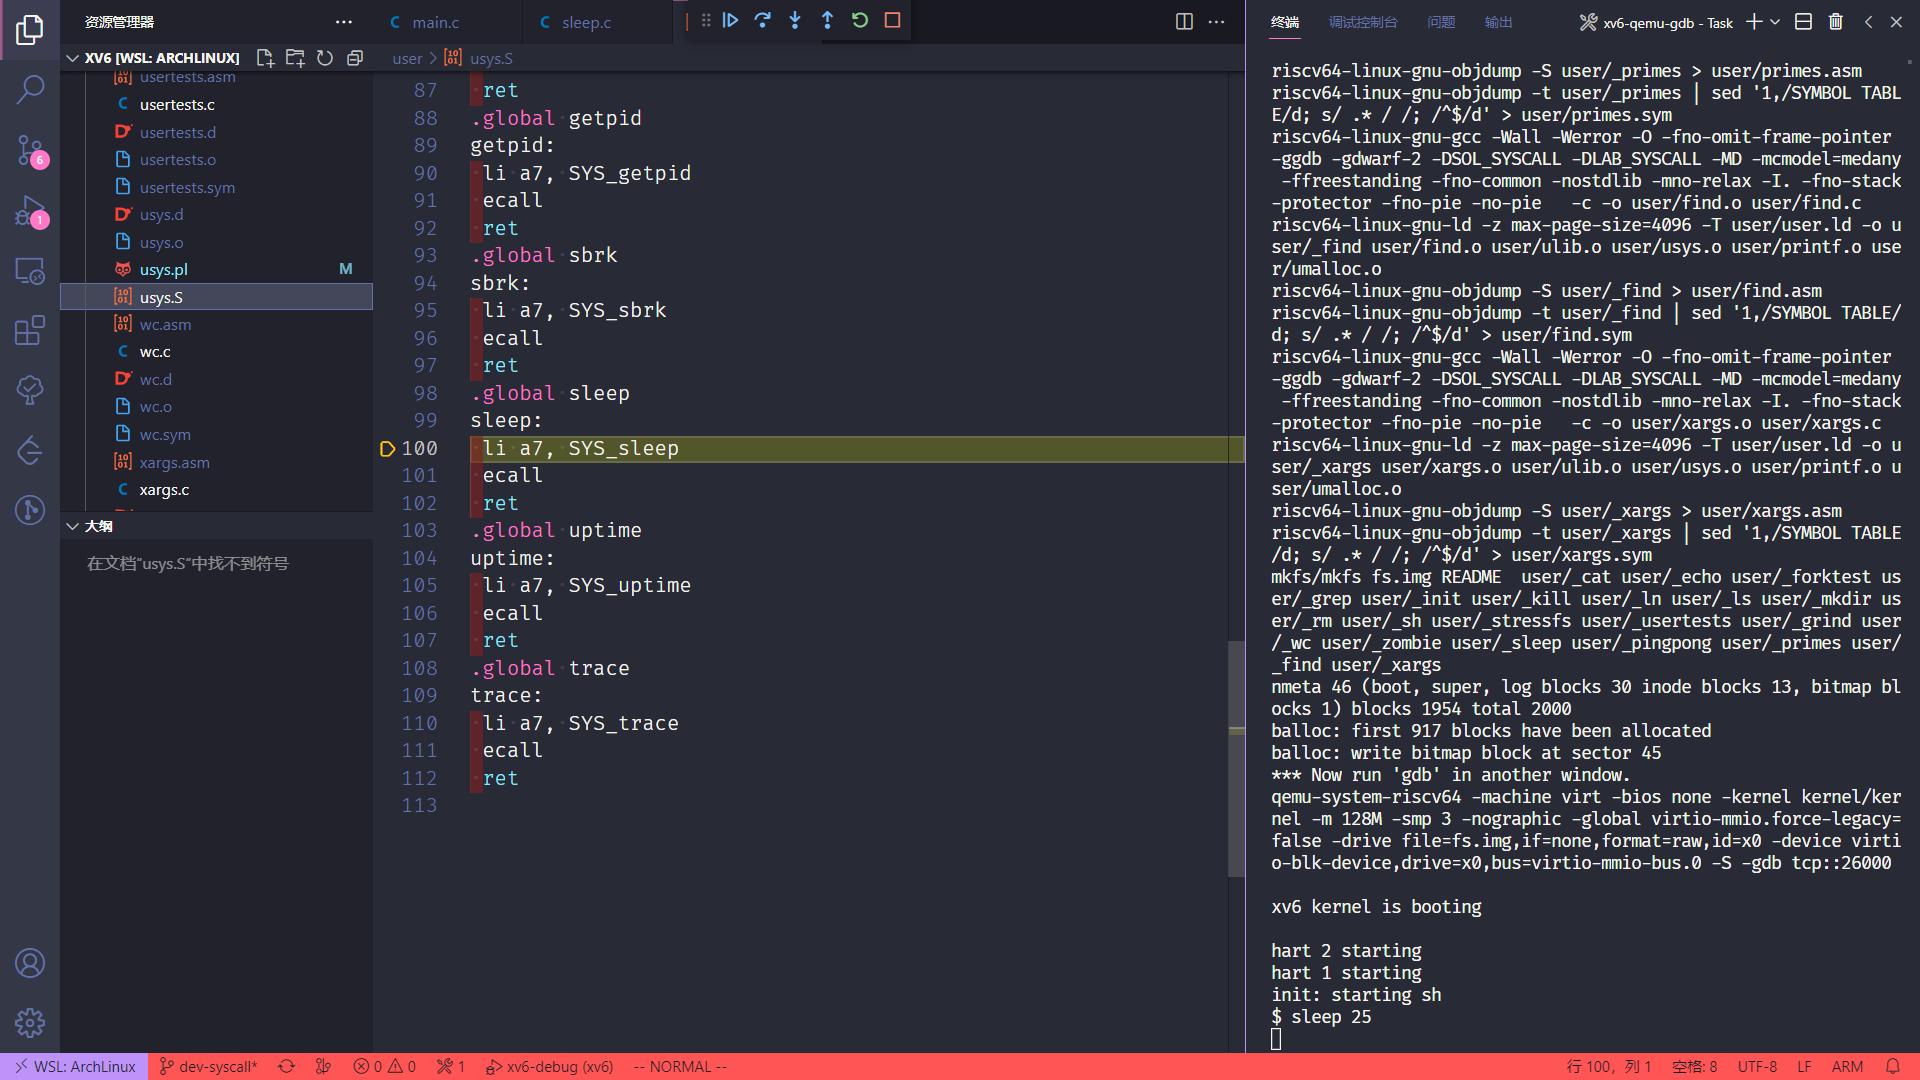 资源管理器
XV6 [WSL: ARCHLINUX]
usertests.asm
usertests.c
usertests.d
usertests.o
usertests.sym
usys.d
usys.o
usys.pl M
usys.S
wc.asm
wc.c
wc.d
wc.o
wc.sym
xargs.asm
xargs.c
大纲
在文档"usys.S"中找不到符号
6
1
main.c
sleep.c
user > usys.S
87 ret
88 .global getpid
89 getpid:
90 li a7, SYS_getpid
91 ecall
92 ret
93 .global sbrk
94 sbrk:
95 li a7, SYS_sbrk
96 ecall
97 ret
98 .global sleep
99 sleep:
100 li a7, SYS_sleep
101 ecall
102 ret
103 .global uptime
104 uptime:
105 li a7, SYS_uptime
106 ecall
107 ret
108 .global trace
109 trace:
110 li a7, SYS_trace
111 ecall
112 ret
113
终端 调试控制台 问题 输出 xv6-qemu-gdb - Task
riscv64-linux-gnu-objdump -S user/_primes > user/primes.asm
riscv64-linux-gnu-objdump -t user/_primes | sed '1,/SYMBOL TABL
E/d; s/ .* / /; /^$/d' > user/primes.sym
riscv64-linux-gnu-gcc -Wall -Werror -O -fno-omit-frame-pointer
-ggdb -gdwarf-2 -DSOL_SYSCALL -DLAB_SYSCALL -MD -mcmodel=medany
-ffreestanding -fno-common -nostdlib -mno-relax -I. -fno-stack
-protector -fno-pie -no-pie   -c -o user/find.o user/find.c
riscv64-linux-gnu-ld -z max-page-size=4096 -T user/user.ld -o u
ser/_find user/find.o user/ulib.o user/usys.o user/printf.o use
r/umalloc.o
riscv64-linux-gnu-objdump -S user/_find > user/find.asm
riscv64-linux-gnu-objdump -t user/_find | sed '1,/SYMBOL TABLE/
d; s/ .* / /; /^$/d' > user/find.sym
riscv64-linux-gnu-gcc -Wall -Werror -O -fno-omit-frame-pointer
-ggdb -gdwarf-2 -DSOL_SYSCALL -DLAB_SYSCALL -MD -mcmodel=medany
-ffreestanding -fno-common -nostdlib -mno-relax -I. -fno-stack
-protector -fno-pie -no-pie   -c -o user/xargs.o user/xargs.c
riscv64-linux-gnu-ld -z max-page-size=4096 -T user/user.ld -o u
ser/_xargs user/xargs.o user/ulib.o user/usys.o user/printf.o u
ser/umalloc.o
riscv64-linux-gnu-objdump -S user/_xargs > user/xargs.asm
riscv64-linux-gnu-objdump -t user/_xargs | sed '1,/SYMBOL TABLE
/d; s/ .* / /; /^$/d' > user/xargs.sym
mkfs/mkfs fs.img README  user/_cat user/_echo user/_forktest us
er/_grep user/_init user/_kill user/_ln user/_ls user/_mkdir us
er/_rm user/_sh user/_stressfs user/_usertests user/_grind user
/_wc user/_zombie user/_sleep user/_pingpong user/_primes user/
_find user/_xargs
nmeta 46 (boot, super, log blocks 30 inode blocks 13, bitmap bl
ocks 1) blocks 1954 total 2000
balloc: first 917 blocks have been allocated
balloc: write bitmap block at sector 45
*** Now run 'gdb' in another window.
qemu-system-riscv64 -machine virt -bios none -kernel kernel/ker
nel -m 128M -smp 3 -nographic -global virtio-mmio.force-legacy=
false -drive file=fs.img,if=none,format=raw,id=x0 -device virti
o-blk-device,drive=x0,bus=virtio-mmio-bus.0 -S -gdb tcp::26000
xv6 kernel is booting
hart 2 starting
hart 1 starting
init: starting sh
$ sleep 25
WSL: ArchLinux dev-syscall* 0 0 1 xv6-debug (xv6) -- NORMAL -- 行 100, 列 1 空格: 8 UTF-8 LF ARM